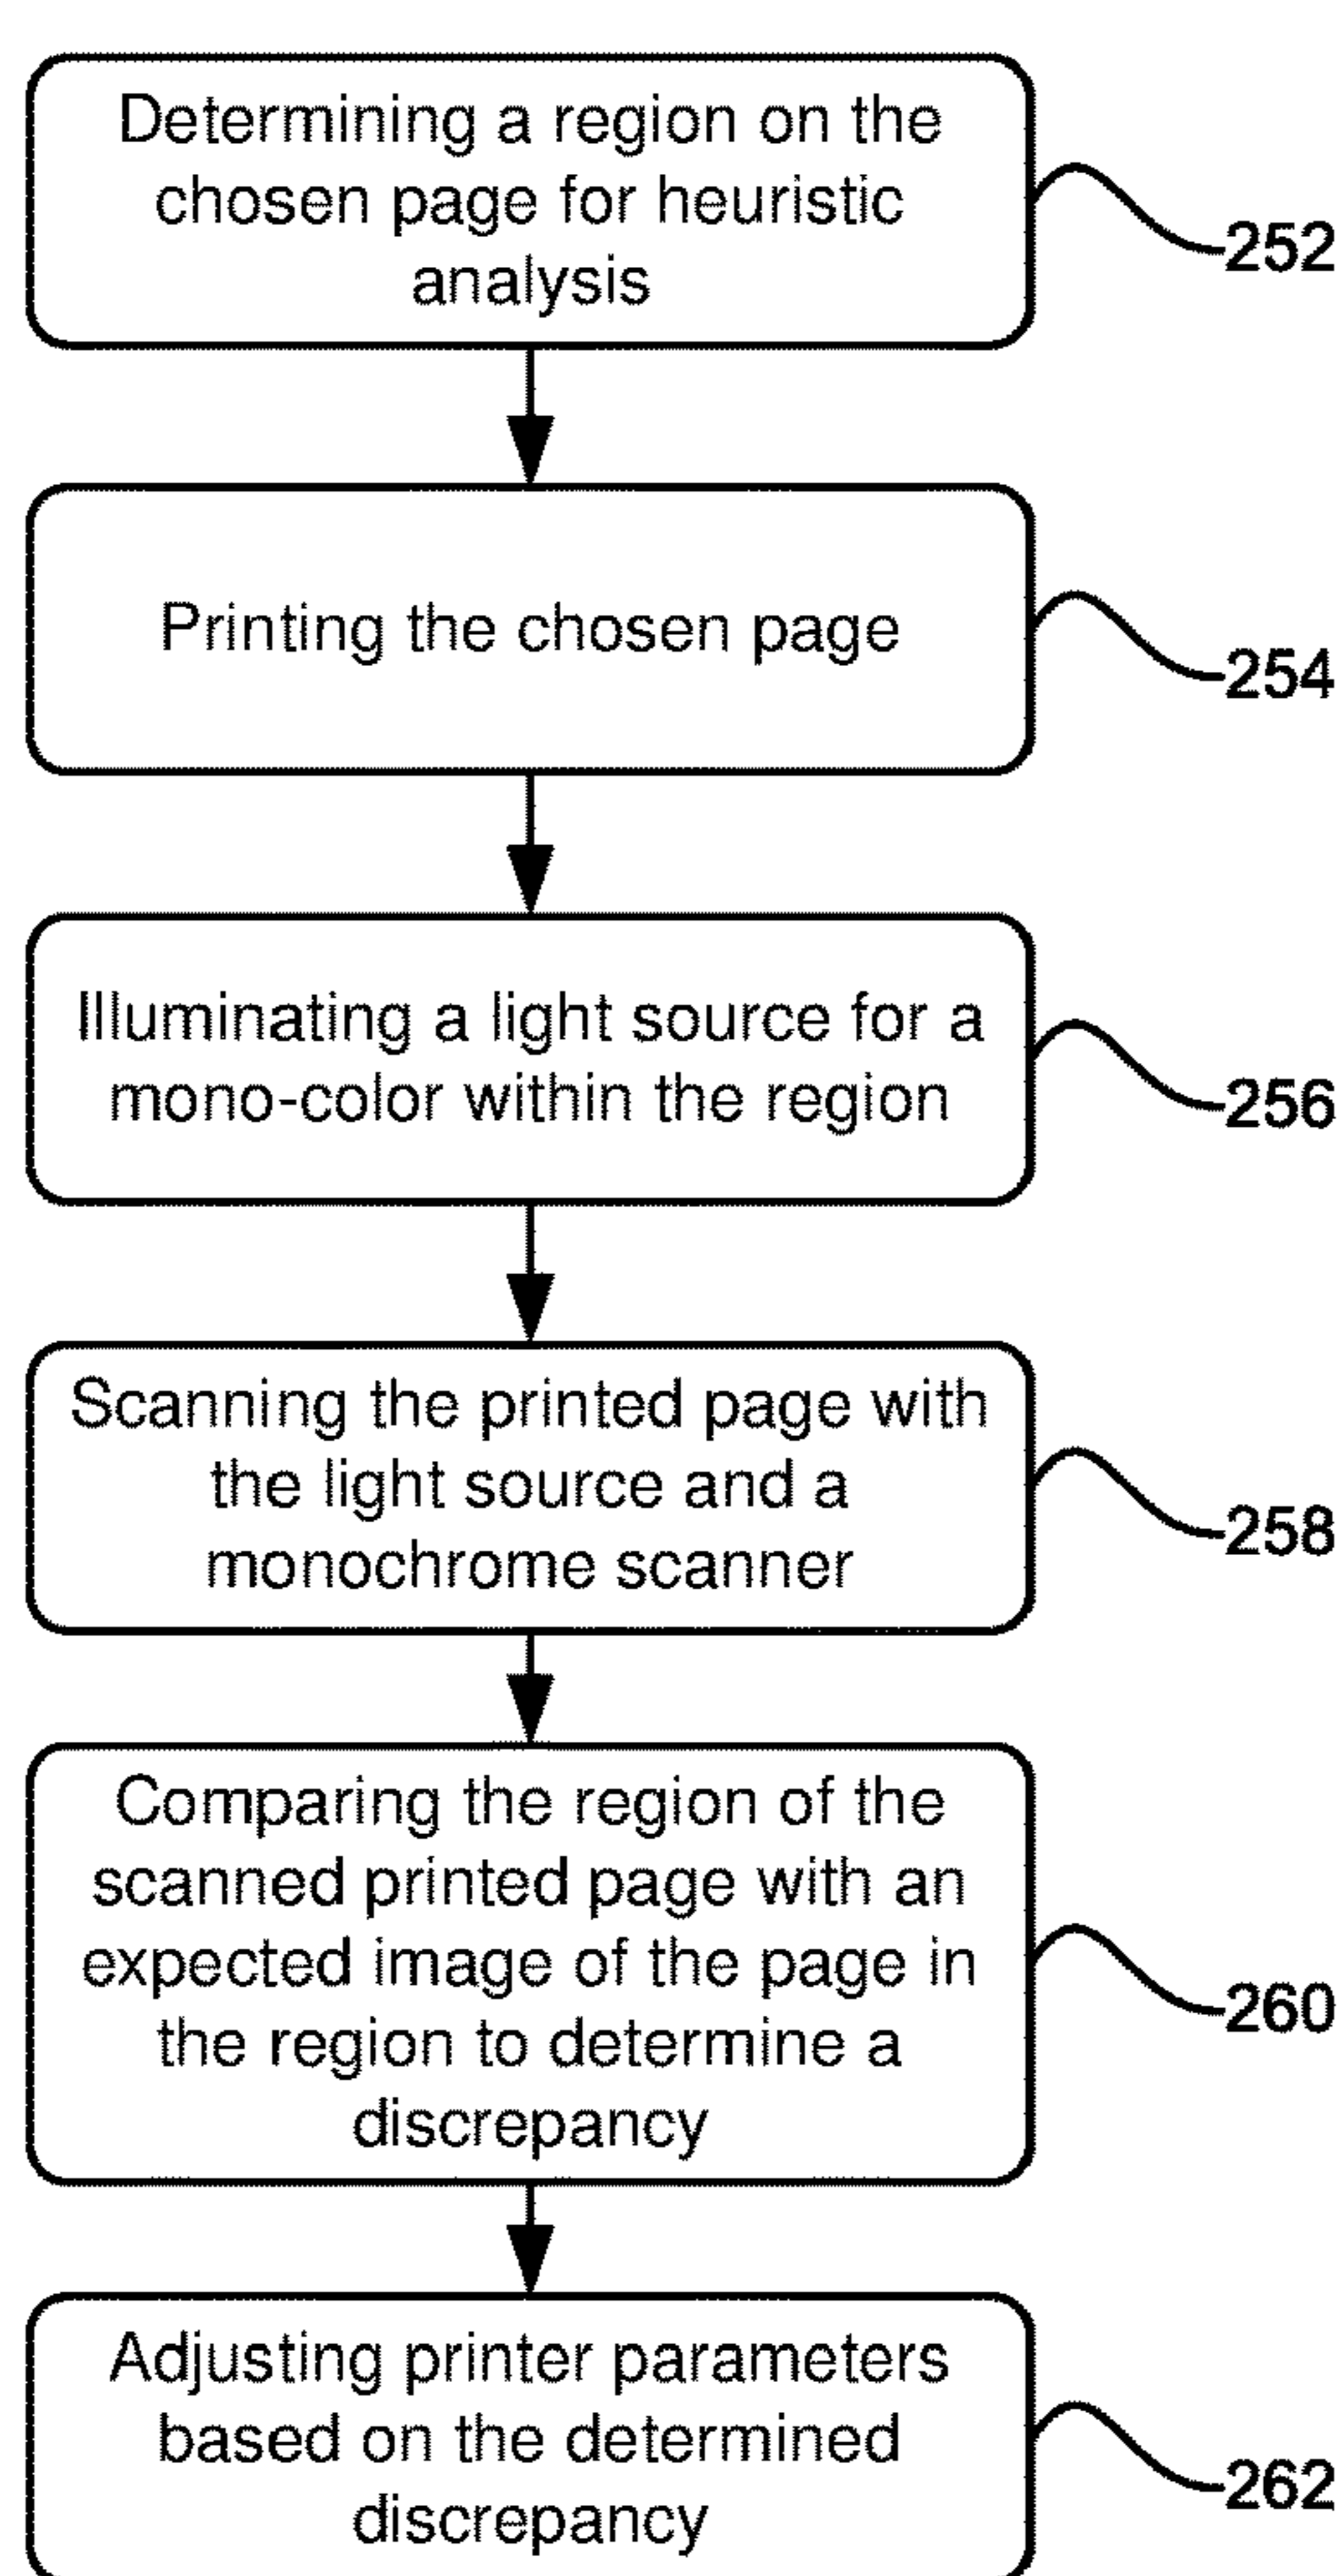 Determining a region on the
chosen page for heuristic
analysis
252
Printing the chosen page
254
Illuminating a light source for a
mono-color within the region
256
Scanning the printed page with
the light source and a
monochrome scanner
258
Comparing the region of the
scanned printed page with an
expected image of the page in
the region to determine a
discrepancy
260
Adjusting printer parameters
based on the determined
discrepancy
262